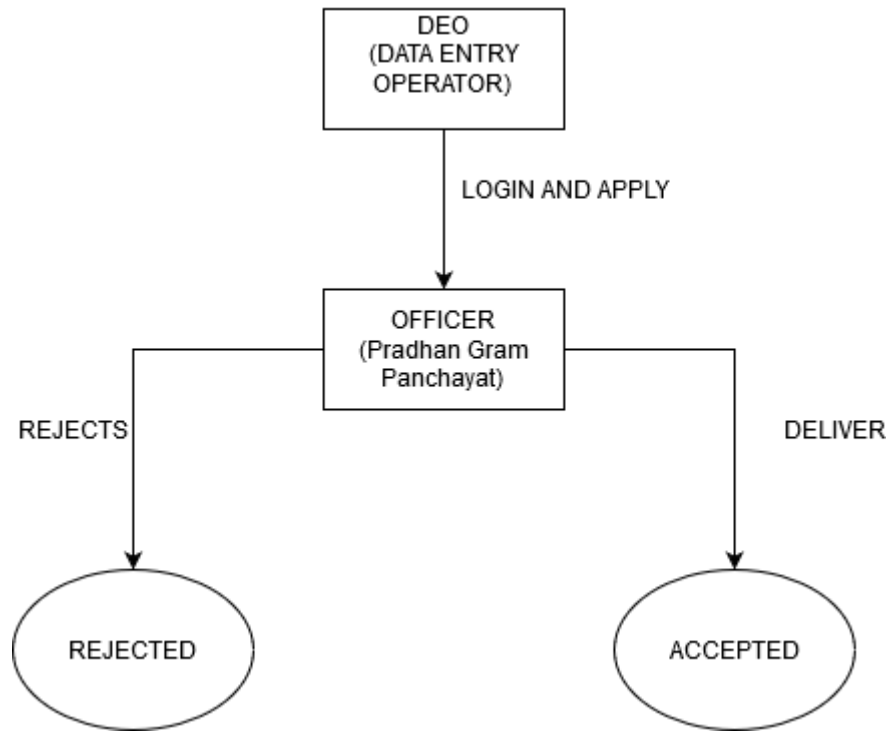 DEO
(DATA ENTRY
OPERATOR)
LOGIN AND APPLY
OFFICER
(Pradhan Gram
Panchayat)
REJECTS
DELIVER
REJECTED
ACCEPTED